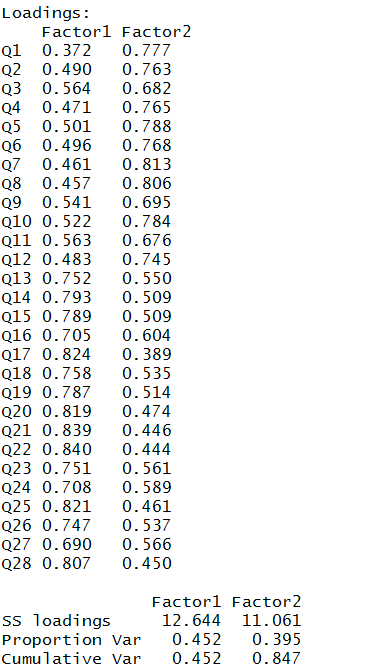 Loadings:
Factor1 Factor2
Q1 0.372 0.777
Q2 0.490 0.763
Q3 0.564 0.682
Q4 0.471 0.765
Q5 0.501 0.788
Q6 0.496 0.768
Q7 0.461 0.813
Q8 0.457 0.806
Q9 0.541 0.695
Q10 0.522 0.784
Q11 0.563 0.676
Q12 0.483 0.745
Q13 0.752 0.550
Q14 0.793 0.509
Q15 0.789 0.509
Q16 0.705 0.604
Q17 0.824 0.389
Q18 0.758 0.535
Q19 0.787 0.514
Q20 0.819 0.474
Q21 0.839 0.446
Q22 0.840 0.444
Q23 0.751 0.561
Q24 0.708 0.589
Q25 0.821 0.461
Q26 0.747 0.537
Q27 0.690 0.566
Q28 0.807 0.450
Factor1 Factor2
SS loadings 12.644 11.061
Proportion Var 0.452 0.395
Cumulative Var 0.452 0.847